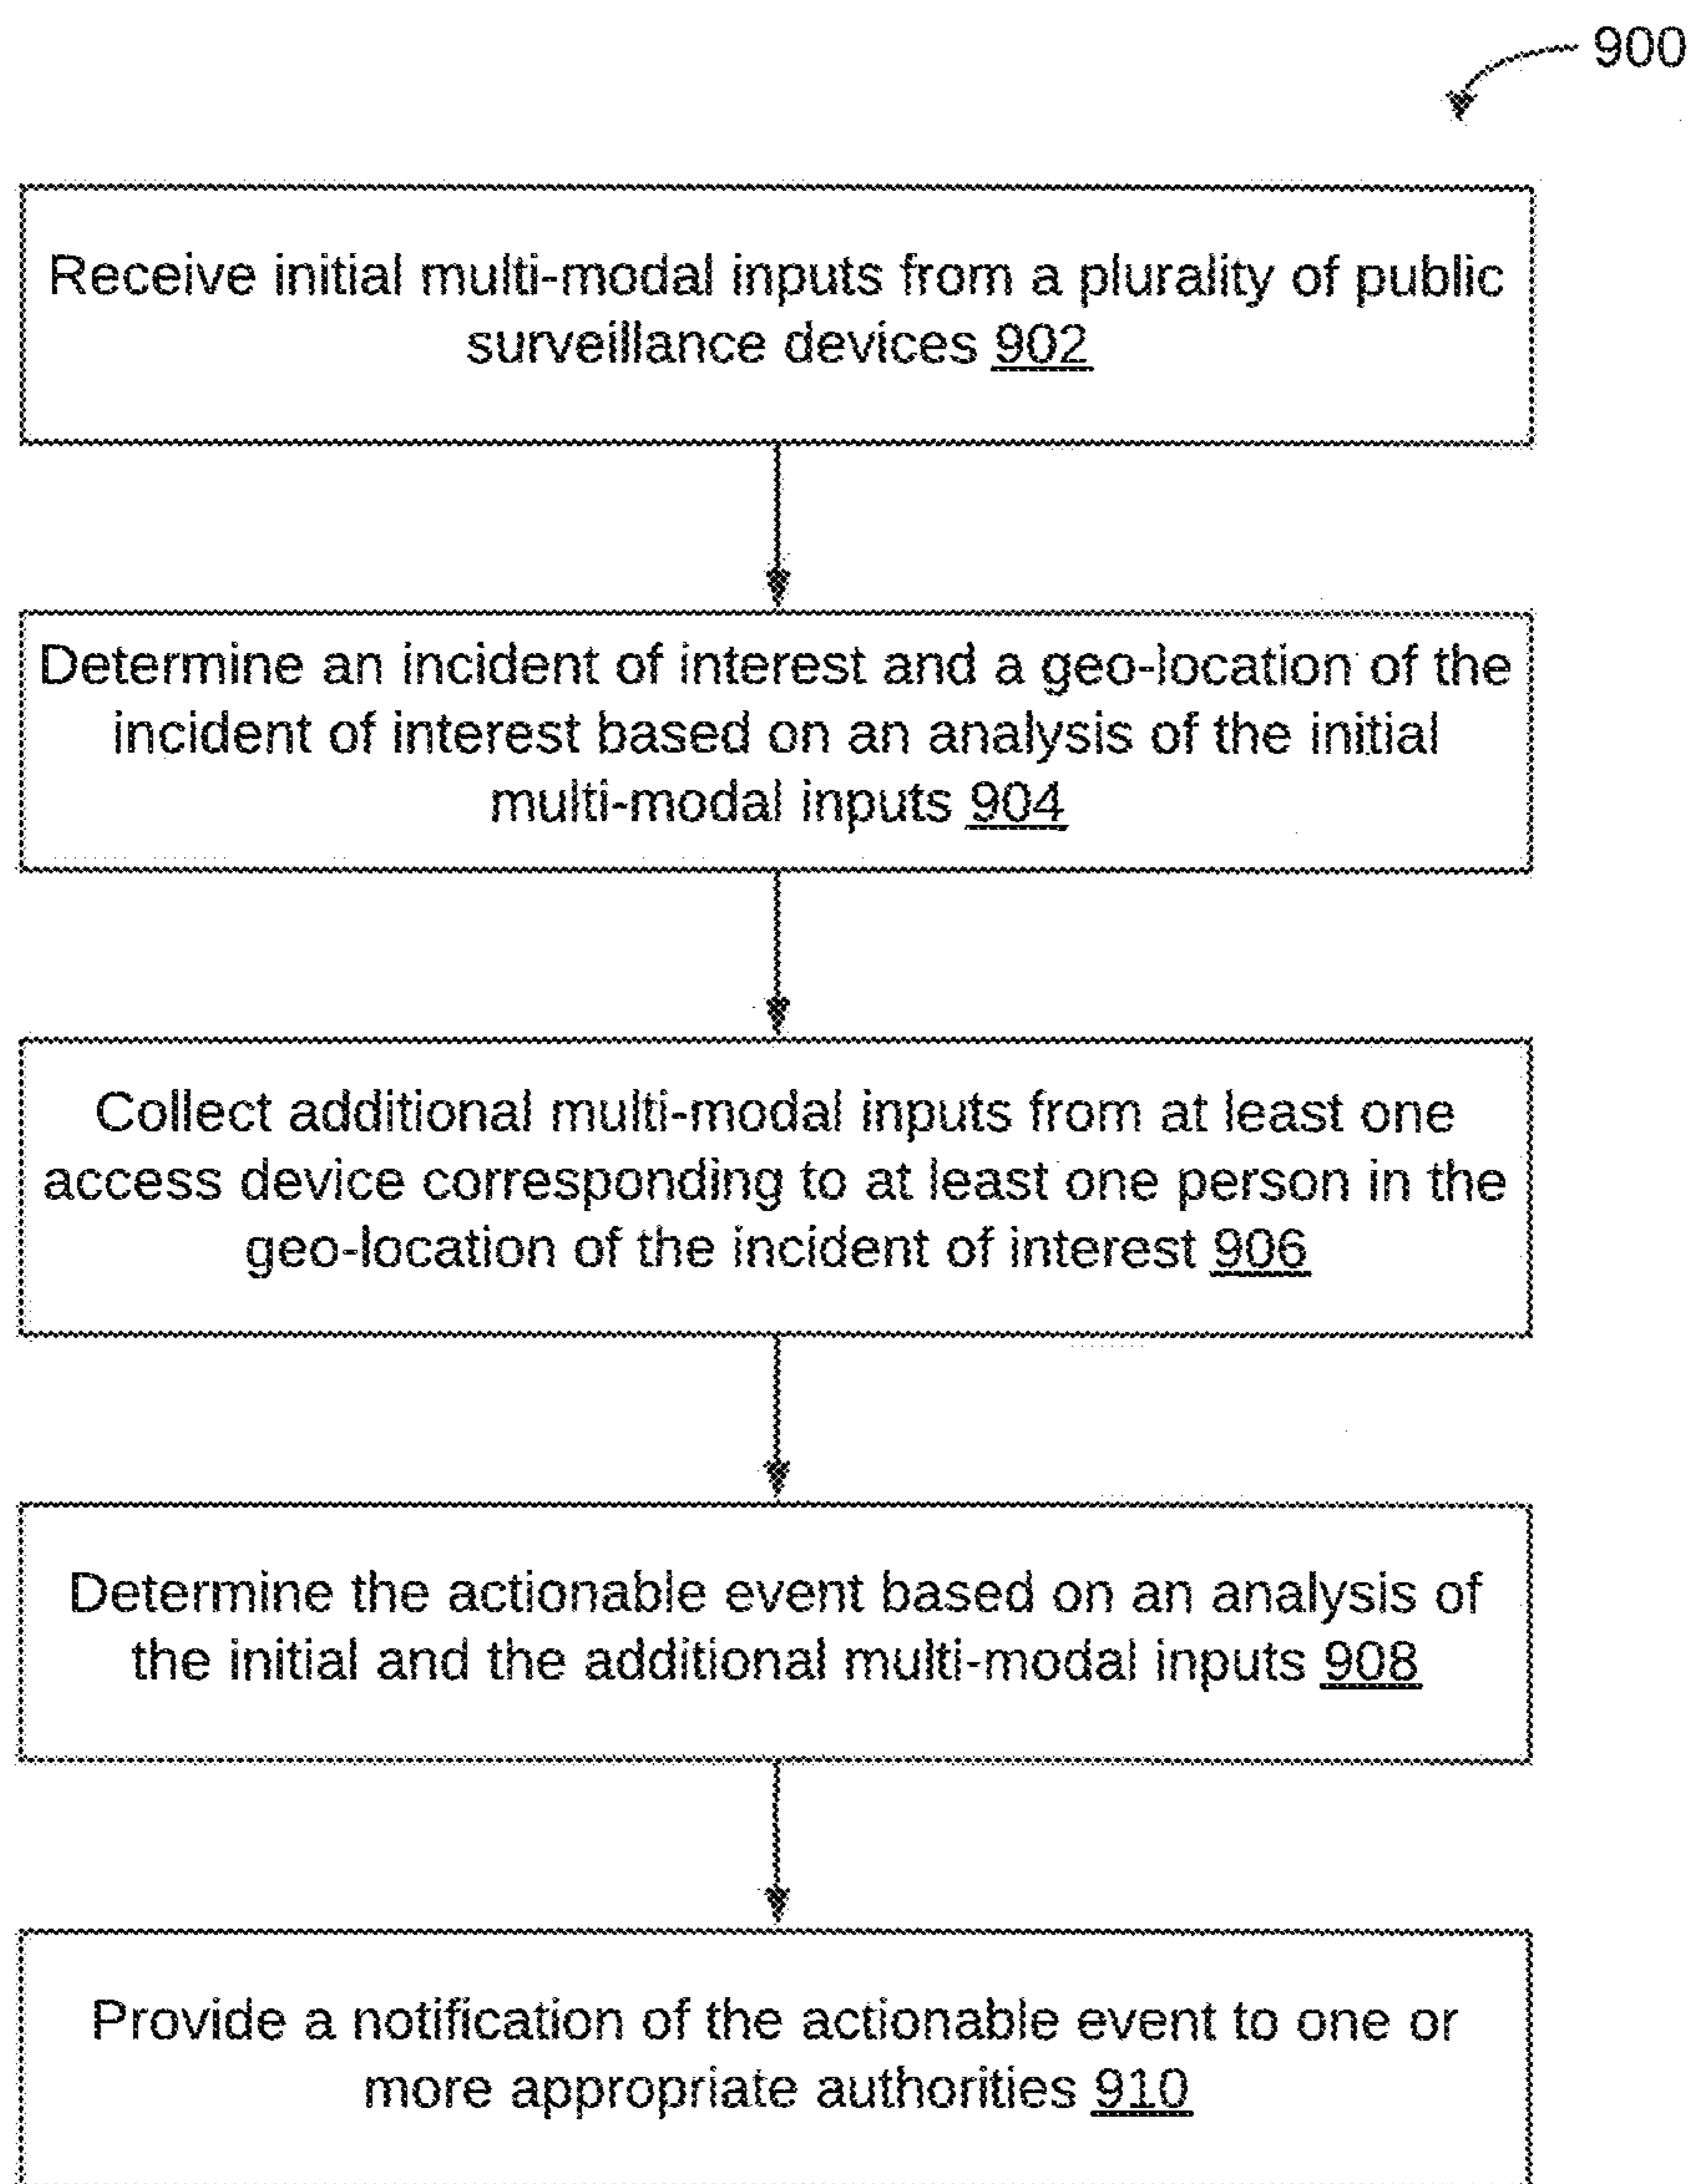 900
Receive initial multi-modal inputs from a plurality of public
surveillance devices 902
Determine an incident of interest and a geo-location of the
incident of interest based on an analysis of the initial
multi-modal inputs 904
Collect additional multi-modal inputs from at least one
access device corresponding to at least one person in the
geo-location of the incident of interest 906
Determine the actionable event based on an analysis of
the initial and the additional multi-modal inputs 908
Provide a notification of the actionable event to one or
more appropriate authorities 910